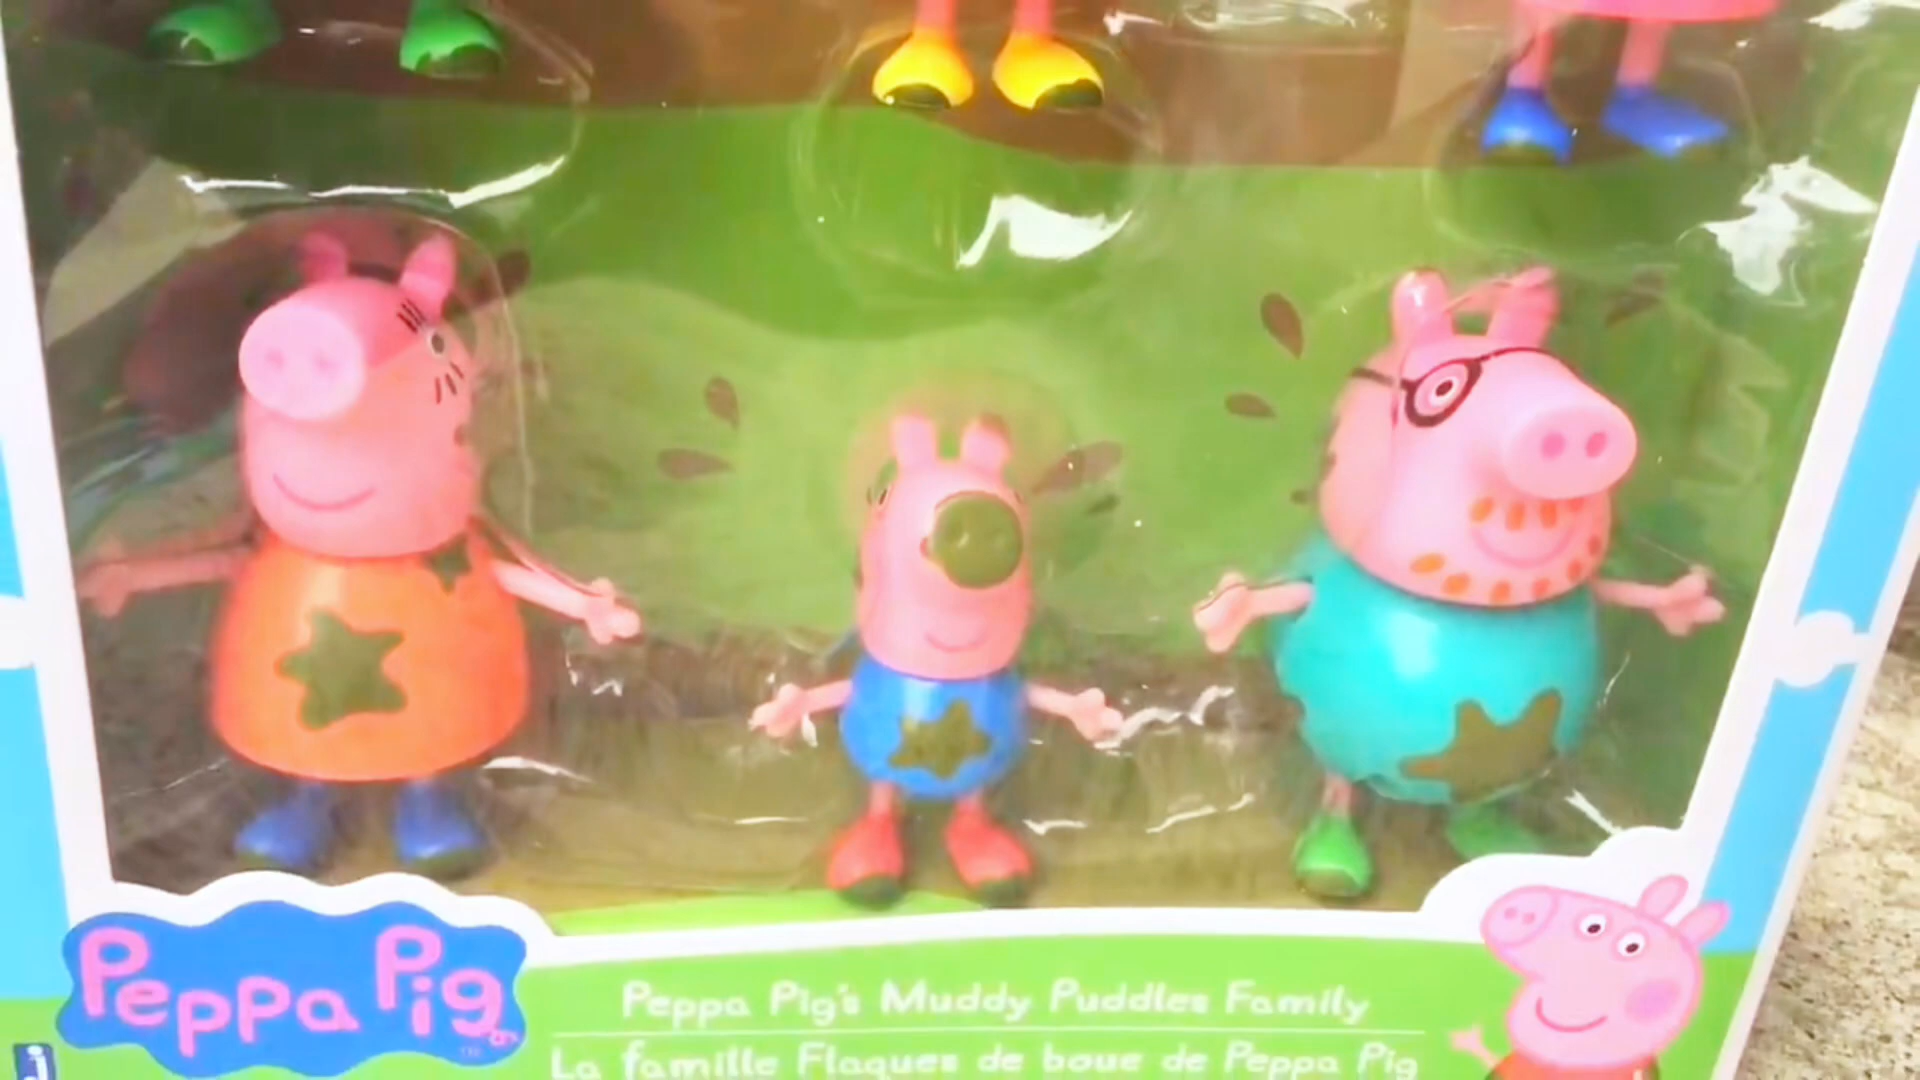 Peppa Pig
Peppa Pig's Muddy Puddles Family
La famille Flaques de boue de Peppa Pig